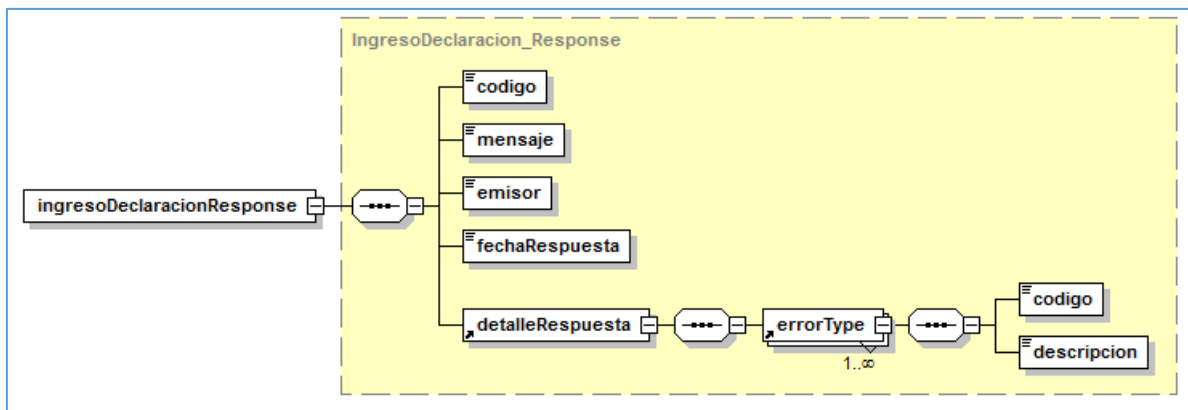 IngresoDeclaracion_Response
codigo
mensaje
emisor
ingresoDeclaracionResponse
fechaRespuesta
detalleRespuesta
errorType
1..∞
codigo
descripcion